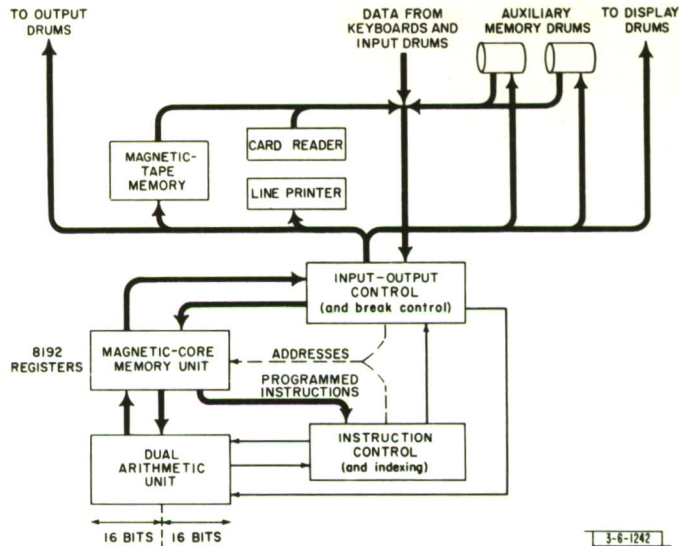 TO OUTPUT
DRUMS
DATA FROM
KEYBOARDS AND
INPUT DRUMS
AUXILIARY
MEMORY DRUMS
TO DISPLAY
DRUMS
MAGNETIC-
TAPE
MEMORY
CARD READER
LINE PRINTER
INPUT-OUTPUT
CONTROL
(and break control)
8192
REGISTERS
MAGNETIC-CORE
MEMORY UNIT
ADDRESSES
PROGRAMMED
INSTRUCTIONS
DUAL
ARITHMETIC
UNIT
INSTRUCTION
CONTROL
(and indexing)
16 BITS
16 BITS
3-6-1242